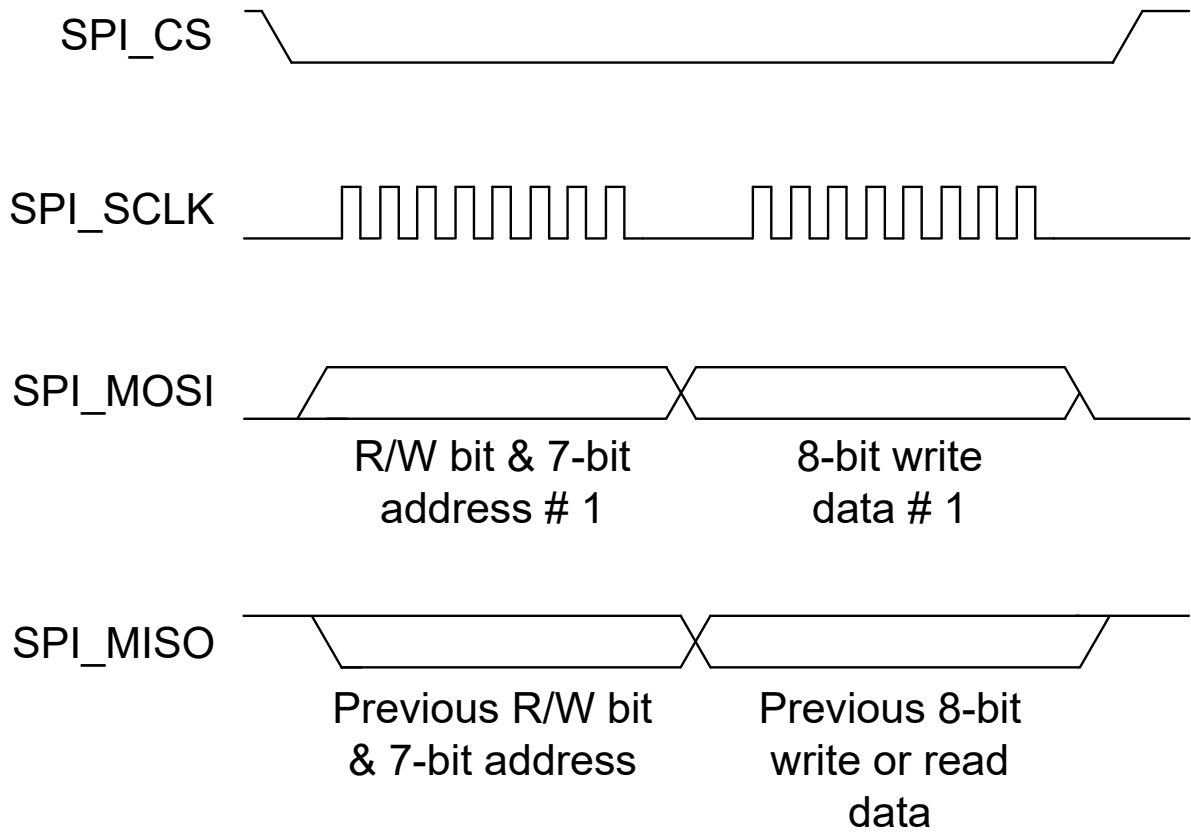 SPI_CS
SPI_SCLK
SPI_MOSI
R/W bit & 7-bit
address # 1
8-bit write
data # 1
SPI_MISO
Previous R/W bit
& 7-bit address
Previous 8-bit
write or read
data